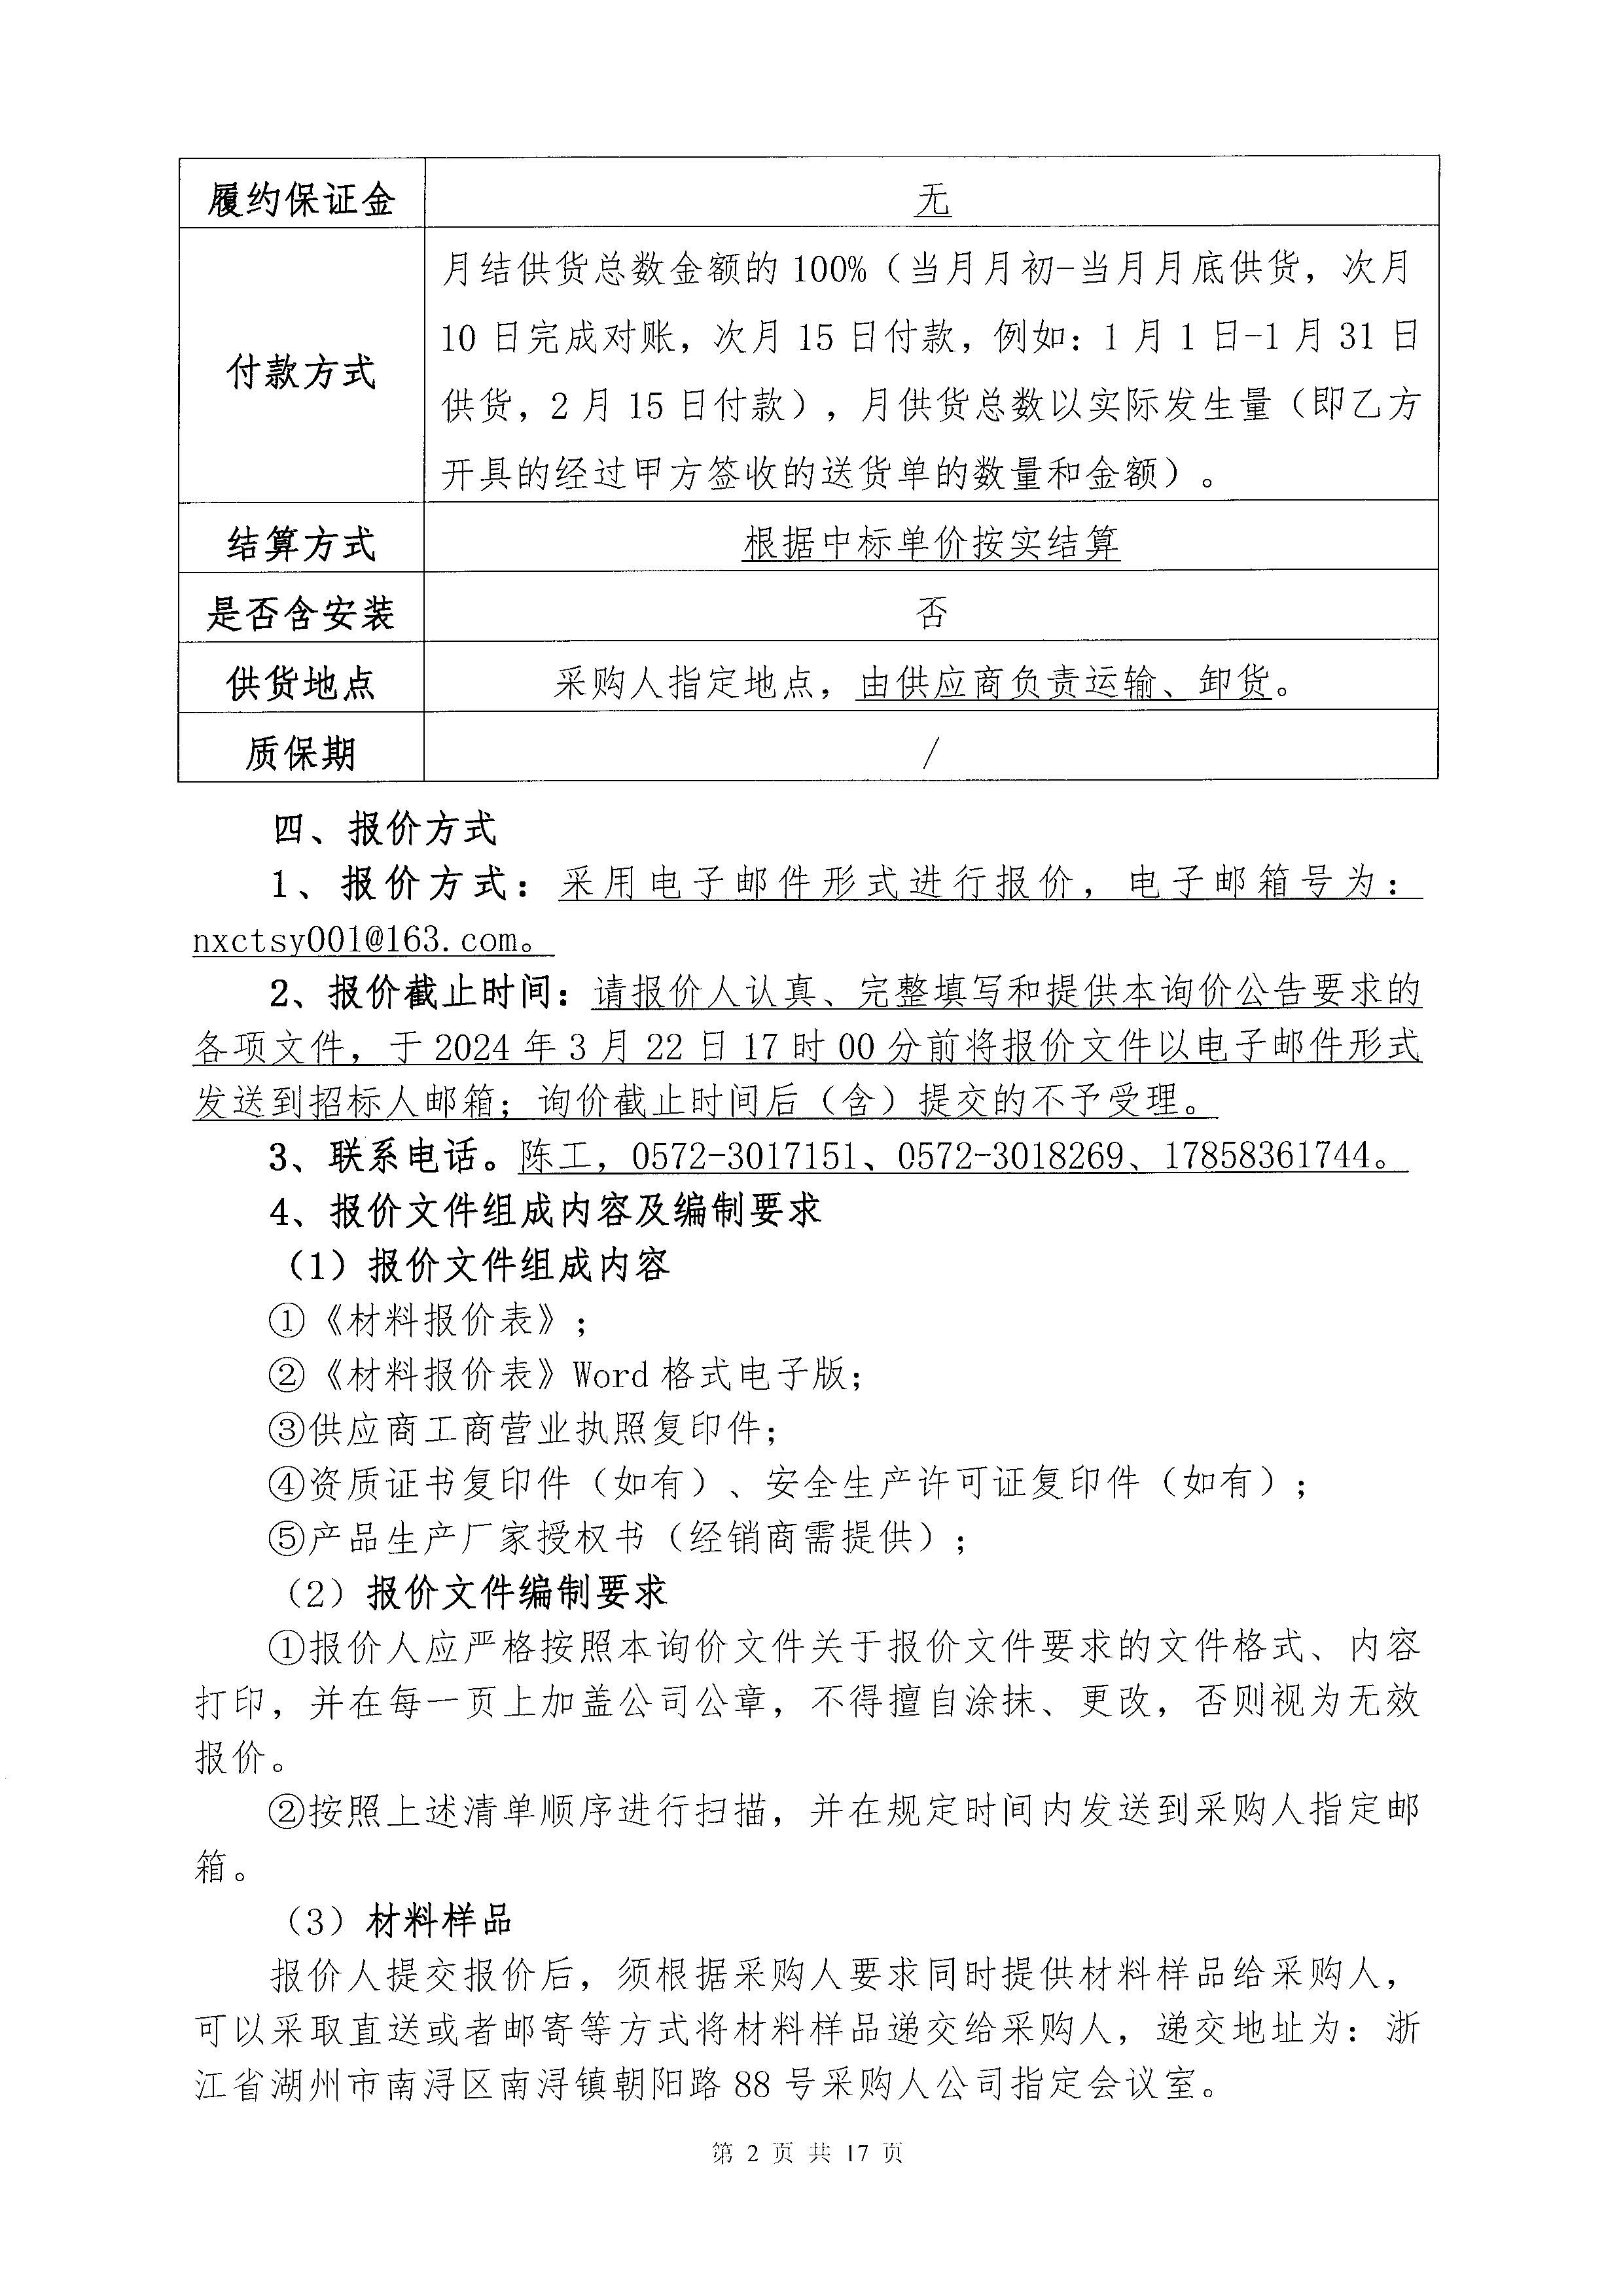 履约保证金
无
付款方式
月结供货总数金额的 100%（当月月初-当月月底供货，次月
10 日完成对账，次月 15 日付款，例如：1 月 1 日-1 月 31 日
供货，2 月 15 日付款），月供货总数以实际发生量（即乙方
开具的经过甲方签收的送货单的数量和金额）。
结算方式
根据中标单价按实结算
是否含安装
否
供货地点
采购人指定地点，由供应商负责运输、卸货。
质保期
/
四、报价方式
1、报价方式：采用电子邮件形式进行报价，电子邮箱号为：
nxctsy001@163.com。
2、报价截止时间：请报价人认真、完整填写和提供本询价公告要求的
各项文件，于 2024 年 3 月 22 日 17 时 00 分前将报价文件以电子邮件形式
发送到招标人邮箱；询价截止时间后（含）提交的不予受理。
3、联系电话。陈工，0572-3017151、0572-3018269、17858361744。
4、报价文件组成内容及编制要求
（1）报价文件组成内容
①《材料报价表》；
②《材料报价表》Word 格式电子版；
③供应商工商营业执照复印件；
④资质证书复印件（如有）、安全生产许可证复印件（如有）；
⑤产品生产厂家授权书（经销商需提供）；
（2）报价文件编制要求
①报价人应严格按照本询价文件关于报价文件要求的文件格式、内容
打印，并在每一页上加盖公司公章，不得擅自涂抹、更改，否则视为无效
报价。
②按照上述清单顺序进行扫描，并在规定时间内发送到采购人指定邮
箱。
（3）材料样品
报价人提交报价后，须根据采购人要求同时提供材料样品给采购人，
可以采取直送或者邮寄等方式将材料样品递交给采购人，递交地址为：浙
江省湖州市南浔区南浔镇朝阳路 88 号采购人公司指定会议室。
第 2 页 共 17 页